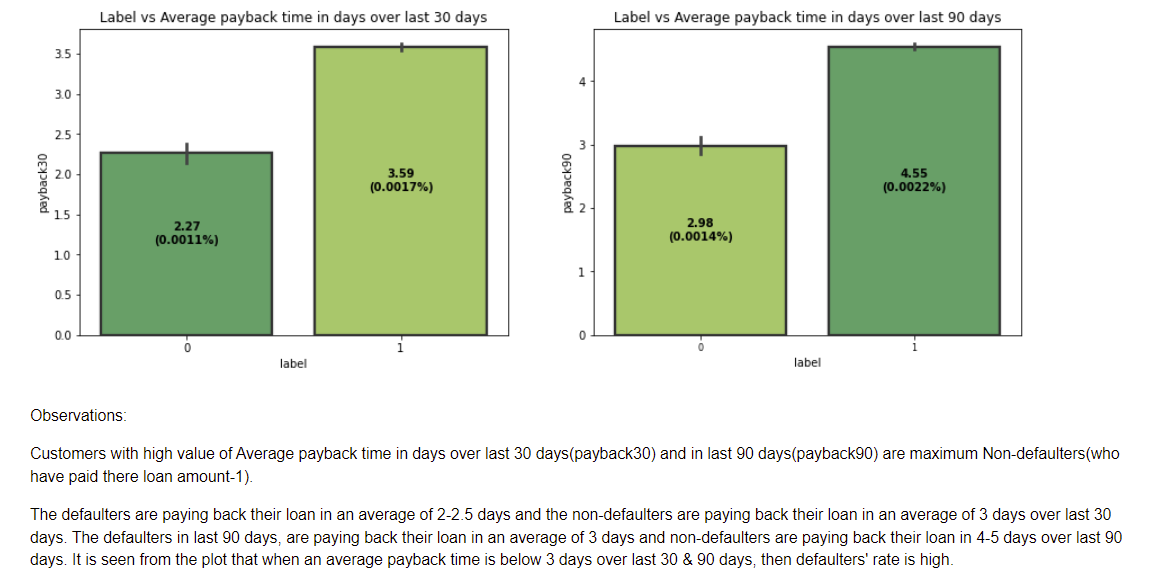 Label vs Average payback time in days over last 30 days
payback30
3.5
3.0
2.5
2.0
1.5
1.0
0.5
0.0
2.27
(0.0011%)
3.59
(0.0017%)
0
1
label
Label vs Average payback time in days over last 90 days
payback90
4
3
2
1
0
2.98
(0.0014%)
4.55
(0.0022%)
0
1
label
Observations:
Customers with high value of Average payback time in days over last 30 days(payback30) and in last 90 days(payback90) are maximum Non-defaulters(who
have paid there loan amount-1).
The defaulters are paying back their loan in an average of 2-2.5 days and the non-defaulters are paying back their loan in an average of 3 days over last 30
days. The defaulters in last 90 days, are paying back their loan in an average of 3 days and non-defaulters are paying back their loan in 4-5 days over last 90
days. It is seen from the plot that when an average payback time is below 3 days over last 30 & 90 days, then defaulters' rate is high.